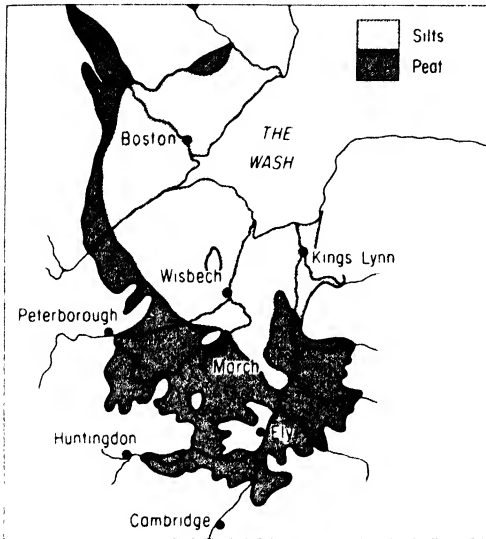 Silts
Peat
Boston
THE
WASH
Kings Lynn
Wisbech
Peterborough
March
Ely
Huntingdon
Cambridge